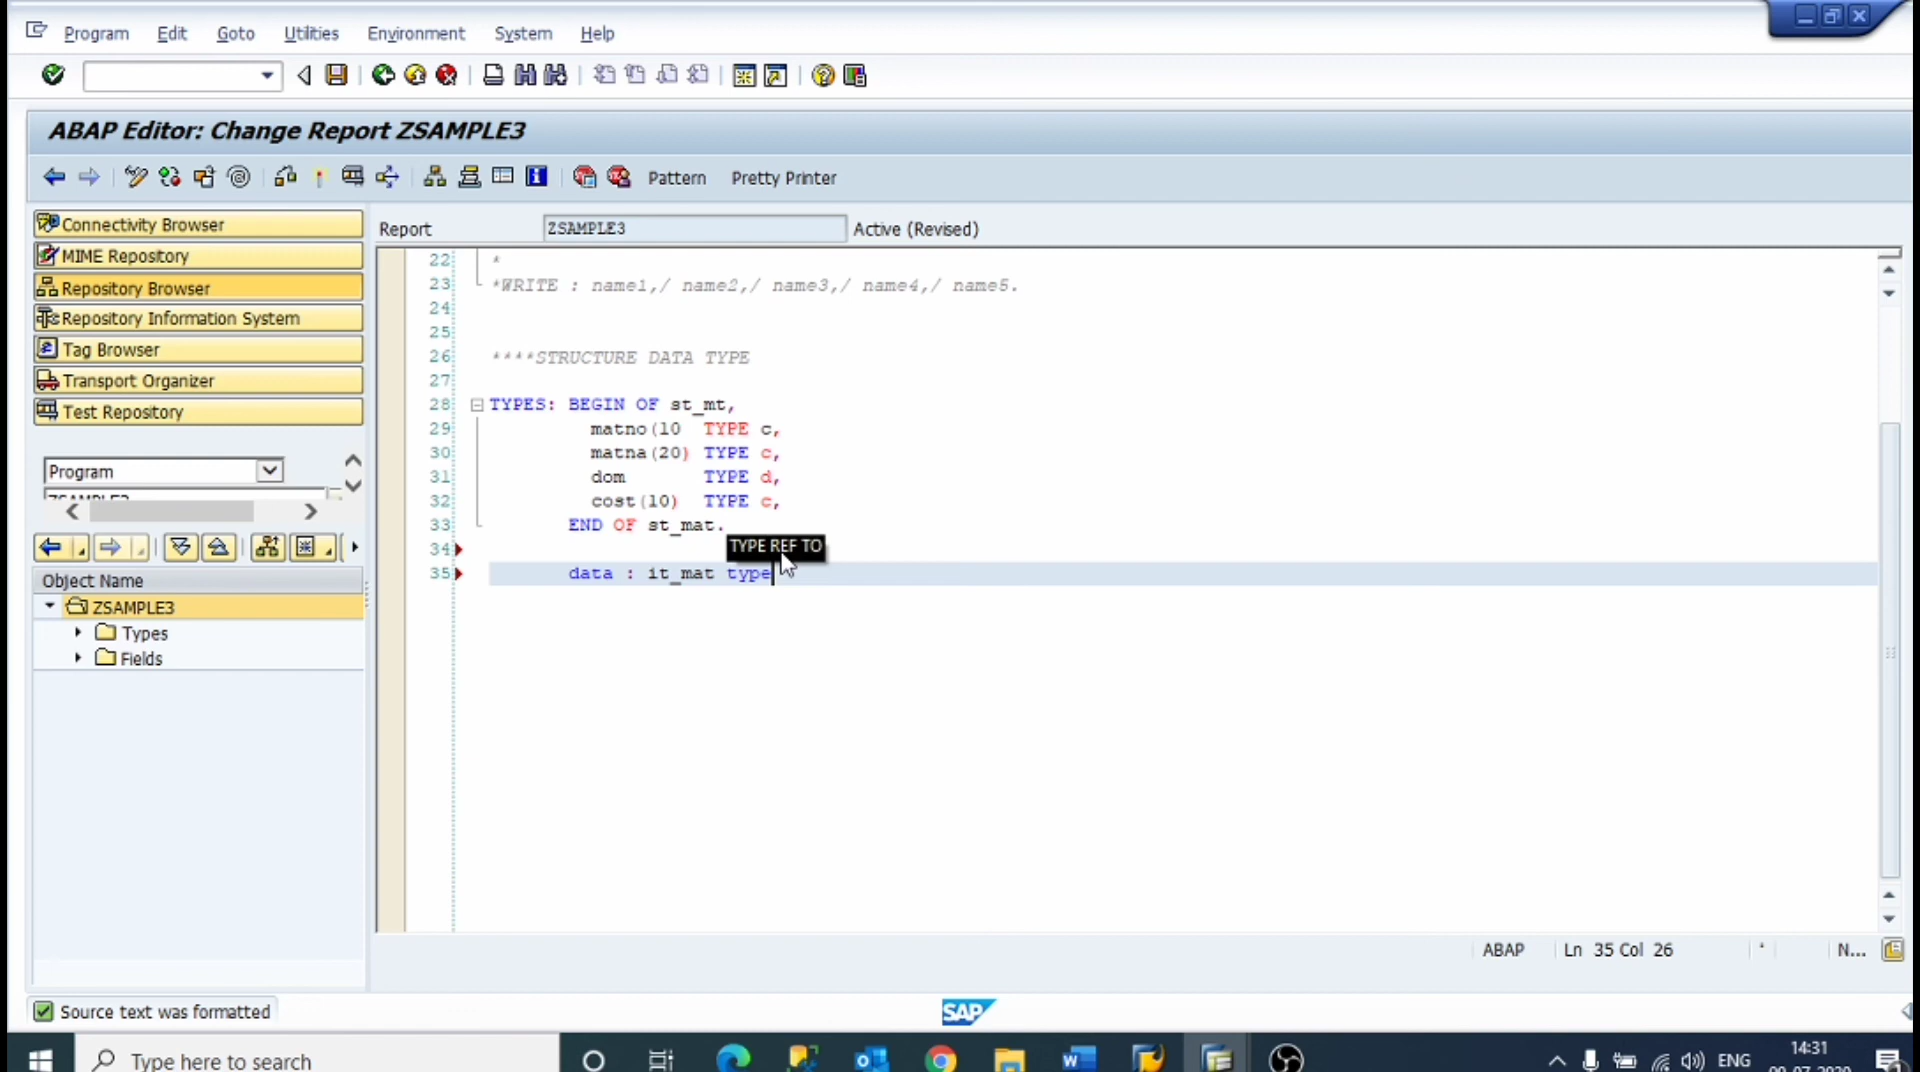 Program Edit Goto Utilities Environment System Help
ABAP Editor: Change Report ZSAMPLE3
Pattern Pretty Printer
Connectivity Browser
MIME Repository
Repository Browser
Repository Information System
Tag Browser
Transport Organizer
Test Repository
Program
ZSAMPLE3
Object Name
ZSAMPLE3
Types
Fields
Report ZSAMPLE3 Active (Revised)
22 *
23 *WRITE : name1,/ name2,/ name3,/ name4,/ name5.
24
25
26 ****STRUCTURE DATA TYPE
27
28 TYPES: BEGIN OF st_mt,
29 matno(10 TYPE c,
30 matna(20) TYPE c,
31 dom TYPE d,
32 cost(10) TYPE c,
33 END OF st_mat.
34 TYPE REF TO
35 data : it_mat type
ABAP Ln 35 Col 26 * N...
Source text was formatted
SAP
Type here to search
ENG
14:31